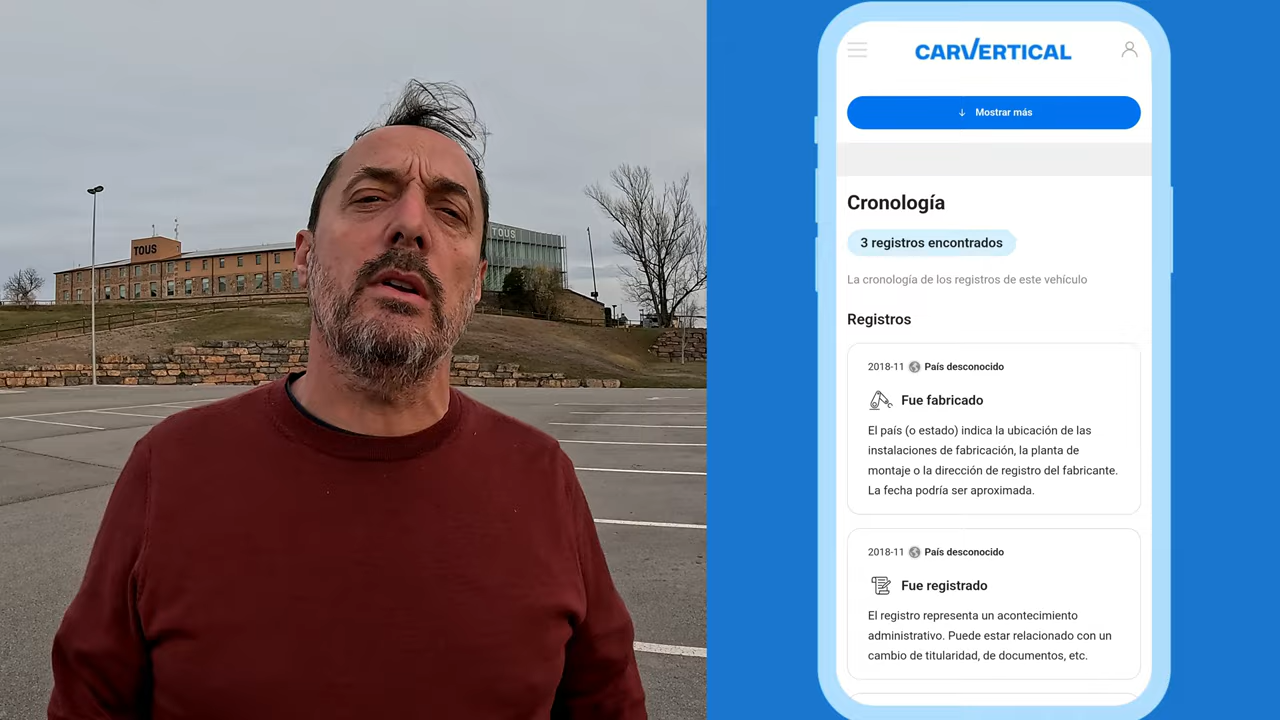 TOUS
TOUS
CARVERTICAL
Mostrar más
Cronología
3 registros encontrados
La cronología de los registros de este vehículo
Registros
2018-11 País desconocido
Fue fabricado
El país (o estado) indica la ubicación de las
instalaciones de fabricación, la planta de
montaje o la dirección de registro del fabricante.
La fecha podría ser aproximada.
2018-11 País desconocido
Fue registrado
El registro representa un acontecimiento
administrativo. Puede estar relacionado con un
cambio de titularidad, de documentos, etc.